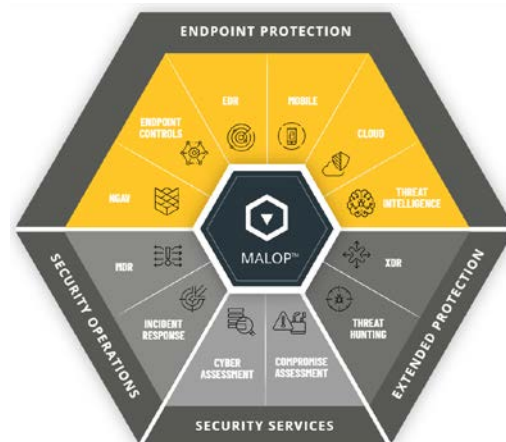 ENDPOINT PROTECTION
EDR
MOBILE
ENDPOINT
CONTROLS
CLOUD
NGAV
THREAT
INTELLIGENCE
MALOP™
MDR
XDR
INCIDENT
RESPONSE
THREAT
HUNTING
CYBER
ASSESSMENT
COMPROMISE
ASSESSMENT
SECURITY OPERATIONS
EXTENDED PROTECTION
SECURITY SERVICES